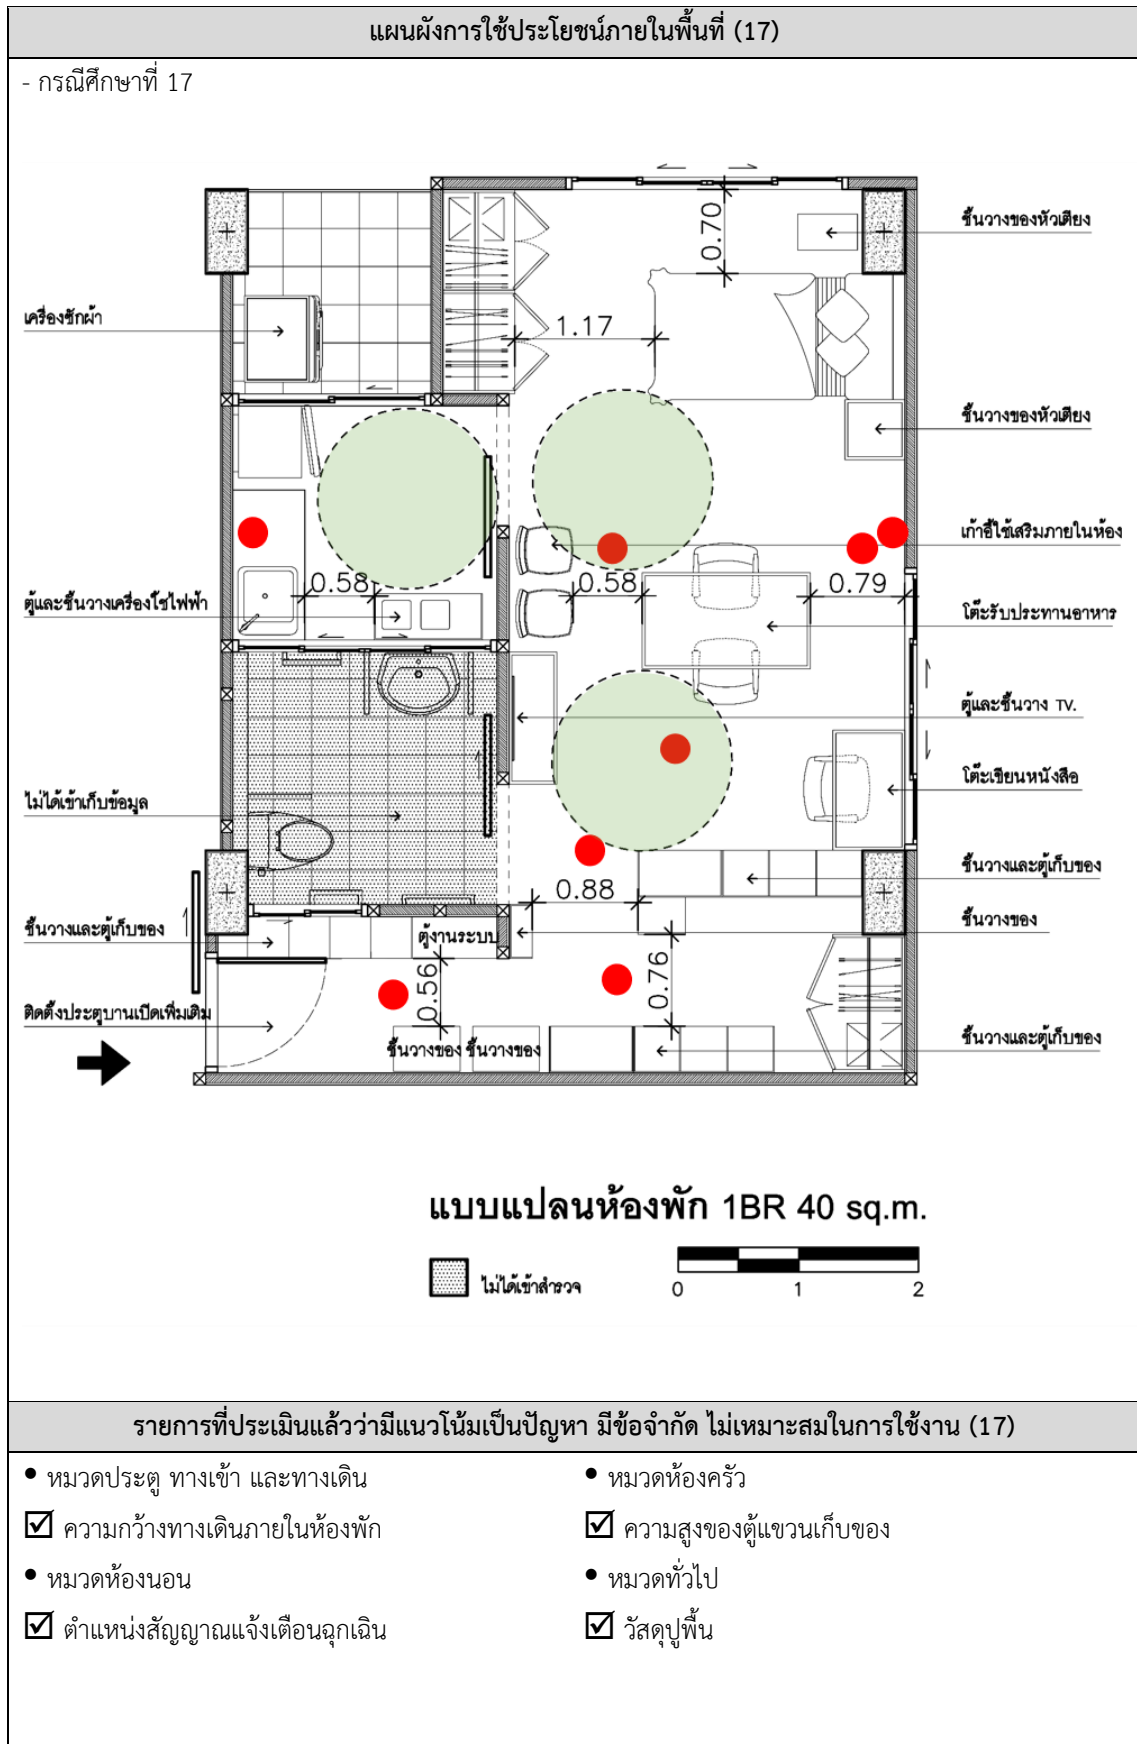 แผนผังการใช้ประโยชน์ภายในพื้นที่ (17)
- กรณีศึกษาที่ 17
0.70
ชั้นวางของหัวเตียง
เครื่องซักผ้า
1.17
ชั้นวางของหัวเตียง
เก้าอี้ใช้เสริมภายในห้อง
0.58
0.58
0.79
ตู้และชั้นวางเครื่องใช้ไฟฟ้า
โต๊ะรับประทานอาหาร
ตู้และชั้นวาง TV.
ไม่ได้เข้าเก็บข้อมูล
โต๊ะเขียนหนังสือ
ชั้นวางและตู้เก็บของ
0.88
ชั้นวางและตู้เก็บของ
ตู้งานระบบ
ชั้นวางของ
0.56
0.76
ติดตั้งประตูบานเปิดเพิ่มเติม
ชั้นวางของ ชั้นวางของ
ชั้นวางและตู้เก็บของ
แบบแปลนห้องพัก 1BR 40 sq.m.
ไม่ได้เข้าสำรวจ
0 1 2
รายการที่ประเมินแล้วว่ามีแนวโน้มเป็นปัญหา มีข้อจำกัด ไม่เหมาะสมในการใช้งาน (17)
• หมวดประตู ทางเข้า และทางเดิน
☑ ความกว้างทางเดินภายในห้องพัก
• หมวดห้องนอน
☑ ตำแหน่งสัญญาณแจ้งเตือนฉุกเฉิน
• หมวดห้องครัว
☑ ความสูงของตู้แขวนเก็บของ
• หมวดทั่วไป
☑ วัสดุปูพื้น